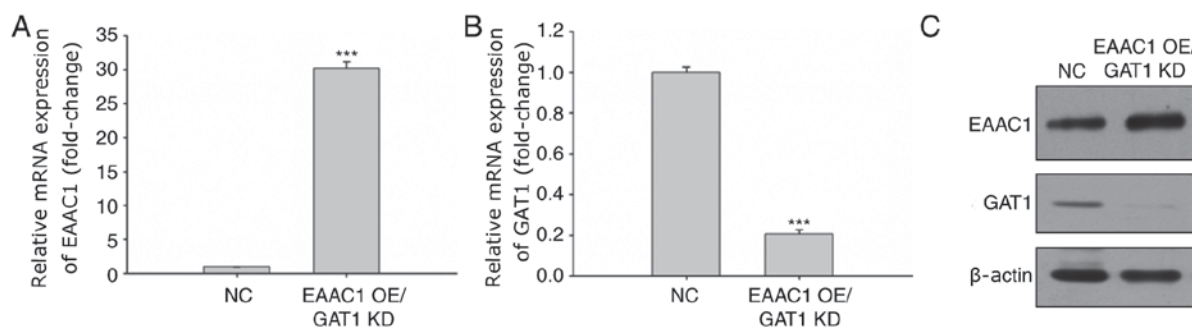 A
Relative mRNA expression
of EAAC1 (fold-change)
35
30
25
20
15
10
5
0
***
NC
EAAC1 OE/
GAT1 KD
B
Relative mRNA expression
of GAT1 (fold-change)
1.2
1.0
0.8
0.6
0.4
0.2
0.0
***
NC
EAAC1 OE/
GAT1 KD
C
NC
EAAC1 OE/
GAT1 KD
EAAC1
GAT1
β-actin